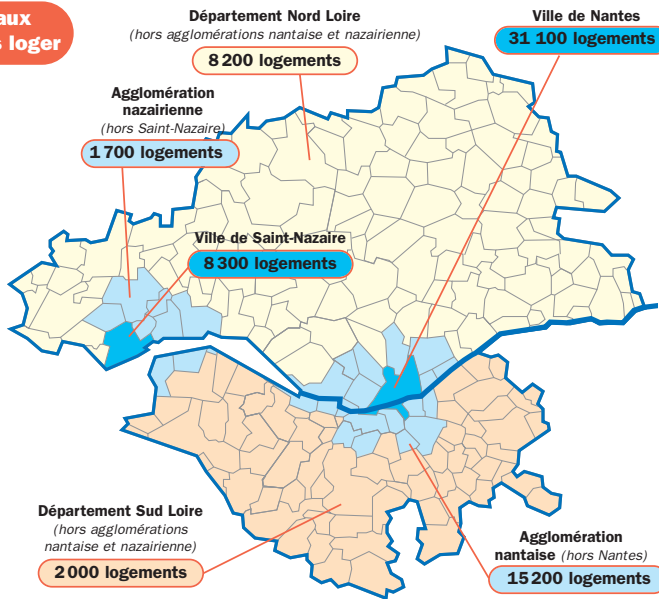 aux
loger
Département Nord Loire
(hors agglomérations nantaise et nazairienne)
8 200 logements
Ville de Nantes
31 100 logements
Agglomération
nazairienne
(hors Saint-Nazaire)
1 700 logements
Ville de Saint-Nazaire
8 300 logements
Département Sud Loire
(hors agglomérations
nantaise et nazairienne)
2 000 logements
Agglomération
nantaise (hors Nantes)
15 200 logements